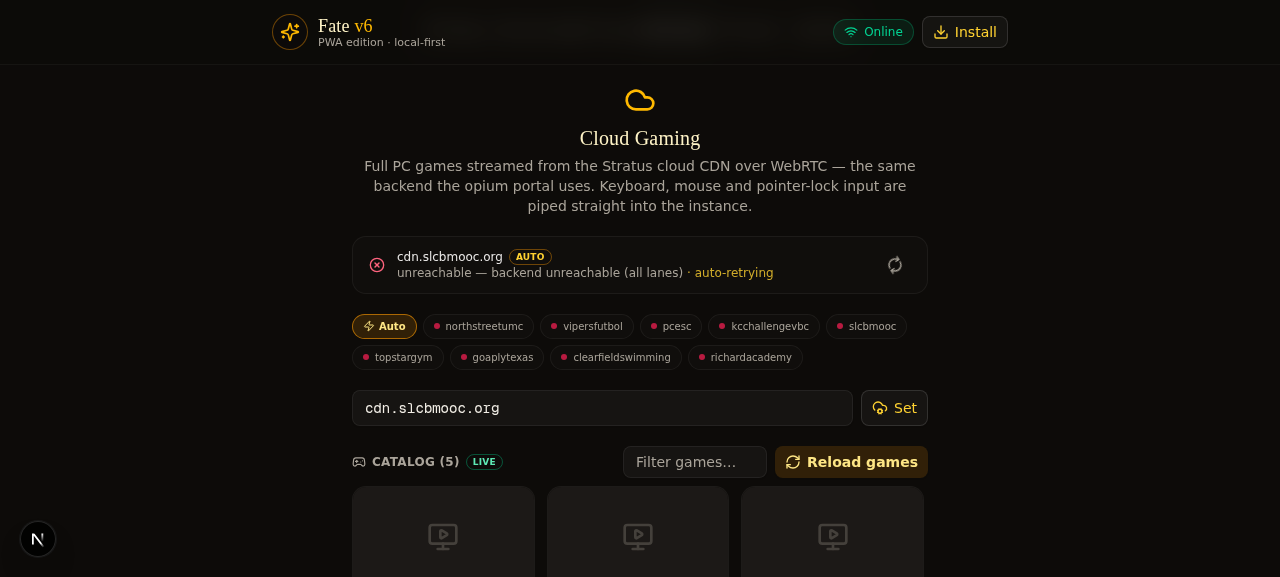 Fate v6
PWA edition · local-first
Online
Install
Cloud Gaming
Full PC games streamed from the Stratus cloud CDN over WebRTC — the same
backend the opium portal uses. Keyboard, mouse and pointer-lock input are
piped straight into the instance.
cdn.slcbmooc.org AUTO
unreachable — backend unreachable (all lanes) · auto-retrying
Auto northstreetumc vipersfutbol pcesc kcchallengevbc slcbmooc
topstargym goaplytexas clearfieldswimming richardacademy
cdn.slcbmooc.org
Set
CATALOG (5) LIVE
Filter games…
Reload games
N